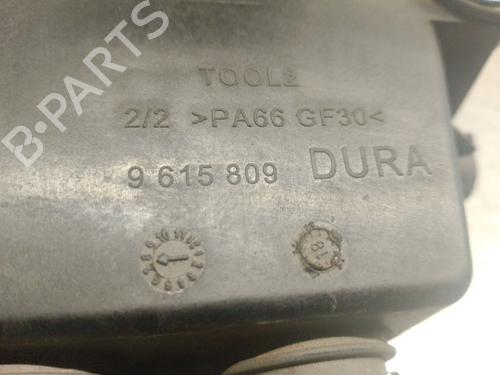 TOOL2
2/2 >PA66 GF30<
9 615 809 DURA
B-PARTS